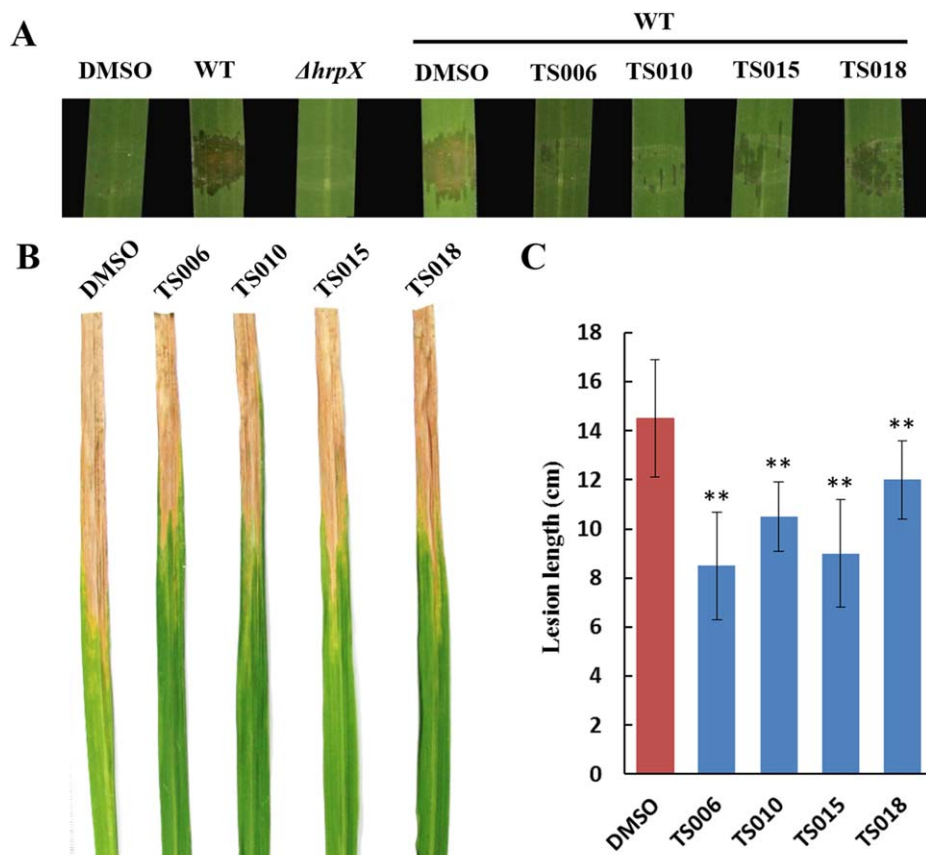 A
WT
DMSO WT ΔhrpX DMSO TS006 TS010 TS015 TS018
B
DMSO TS006 TS010 TS015 TS018
C
Lesion length (cm)
18
16
14
12
10
8
6
4
2
0
**
**
**
**
DMSO TS006 TS010 TS015 TS018